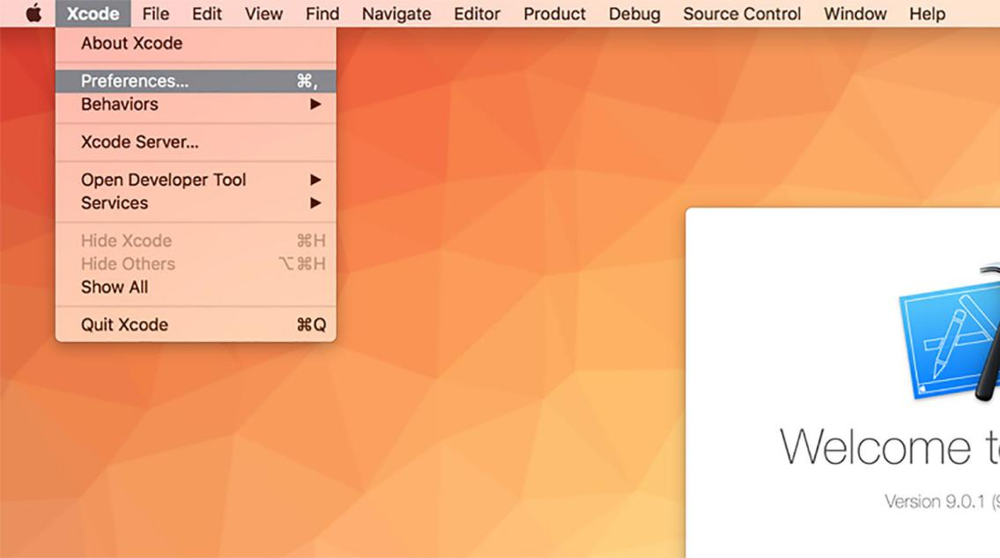 Xcode File Edit View Find Navigate Editor Product Debug Source Control Window Help
About Xcode
Preferences... ⌘,
Behaviors ▶
Xcode Server...
Open Developer Tool ▶
Services ▶
Hide Xcode ⌘H
Hide Others ⌥⌘H
Show All
Quit Xcode ⌘Q
Welcome
Version 9.0.1 (9